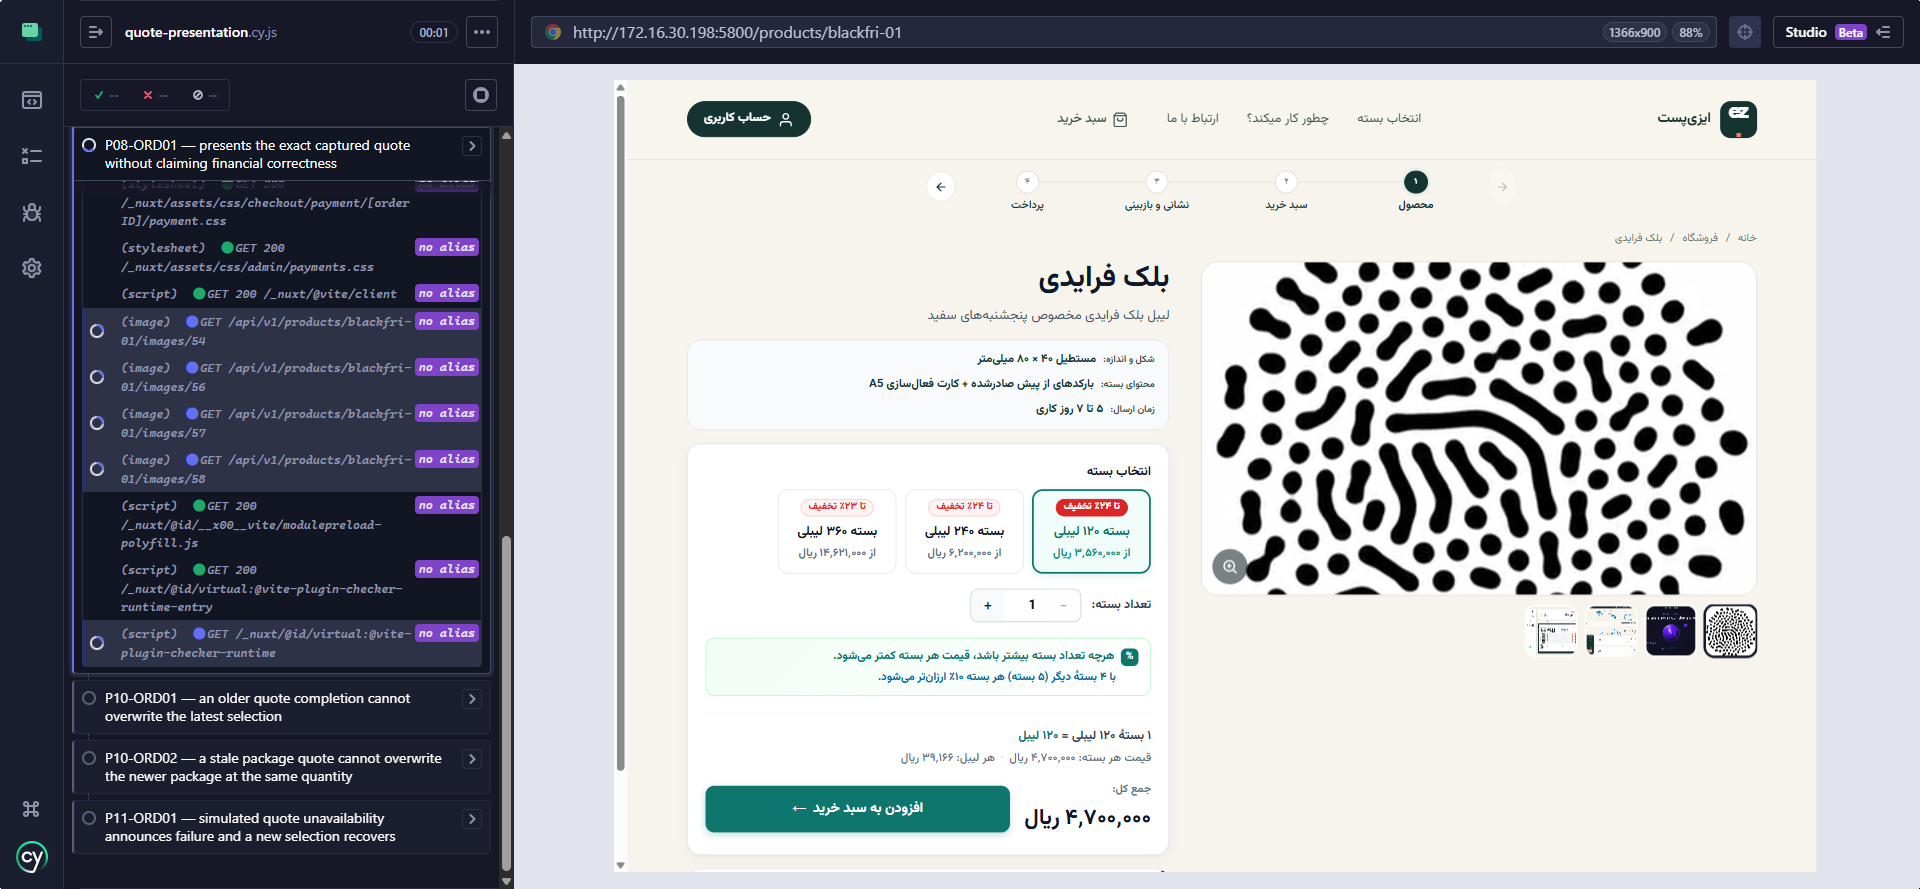 quote-presentation.cy.js
00:01
-- -- --
P08-ORD01 — presents the exact captured quote
without claiming financial correctness
(stylesheet) GET 200 no alias
/_nuxt/assets/css/checkout/payment/[order
ID]/payment.css
(stylesheet) GET 200 no alias
/_nuxt/assets/css/admin/payments.css
(script) GET 200 /_nuxt/@vite/client no alias
(image) GET /api/v1/products/blackfri- no alias
01/images/54
(image) GET /api/v1/products/blackfri- no alias
01/images/56
(image) GET /api/v1/products/blackfri- no alias
01/images/57
(image) GET /api/v1/products/blackfri- no alias
01/images/58
(script) GET 200 no alias
/_nuxt/@id/__x00__vite/modulepreload-
polyfill.js
(script) GET 200 no alias
/_nuxt/@id/virtual:@vite-plugin-checker-
runtime-entry
(script) GET /_nuxt/@id/virtual:@vite- no alias
plugin-checker-runtime
P10-ORD01 — an older quote completion cannot
overwrite the latest selection
P10-ORD02 — a stale package quote cannot overwrite
the newer package at the same quantity
P11-ORD01 — simulated quote unavailability
announces failure and a new selection recovers
cy
http://172.16.30.198:5800/products/blackfri-01
1366x900
88%
Studio Beta
ez
ایزی‌پست
انتخاب بسته
چطور کار میکند؟
ارتباط با ما
سبد خرید
حساب کاربری
۱
۲
۳
۴
محصول
سبد خرید
نشانی و بازبینی
پرداخت
خانه / فروشگاه / بلک فرایدی
بلک فرایدی
لیبل بلک فرایدی مخصوص پنجشنبه‌های سفید
شکل و اندازه: مستطیل ۴۰ × ۸۰ میلی‌متر
محتوای بسته: بارکدهای از پیش صادرشده + کارت فعال‌سازی A5
زمان ارسال: ۵ تا ۷ روز کاری
انتخاب بسته
تا ۲۴٪ تخفیف
بسته ۱۲۰ لیبلی
از ۳,۵۶۰,۰۰۰ ریال
تا ۲۴٪ تخفیف
بسته ۲۴۰ لیبلی
از ۶,۲۰۰,۰۰۰ ریال
تا ۲۳٪ تخفیف
بسته ۳۶۰ لیبلی
از ۱۴,۶۲۱,۰۰۰ ریال
تعداد بسته: − 1 +
% هرچه تعداد بسته بیشتر باشد، قیمت هر بسته کمتر می‌شود.
با ۴ بستهٔ دیگر (۵ بسته) هر بسته ۱۰٪ ارزان‌تر می‌شود.
۱ بستهٔ ۱۲۰ لیبلی = ۱۲۰ لیبل
قیمت هر بسته: ۴,۷۰۰,۰۰۰ ریال · هر لیبل: ۳۹,۱۶۶ ریال
جمع کل:
۴,۷۰۰,۰۰۰ ریال
افزودن به سبد خرید ←